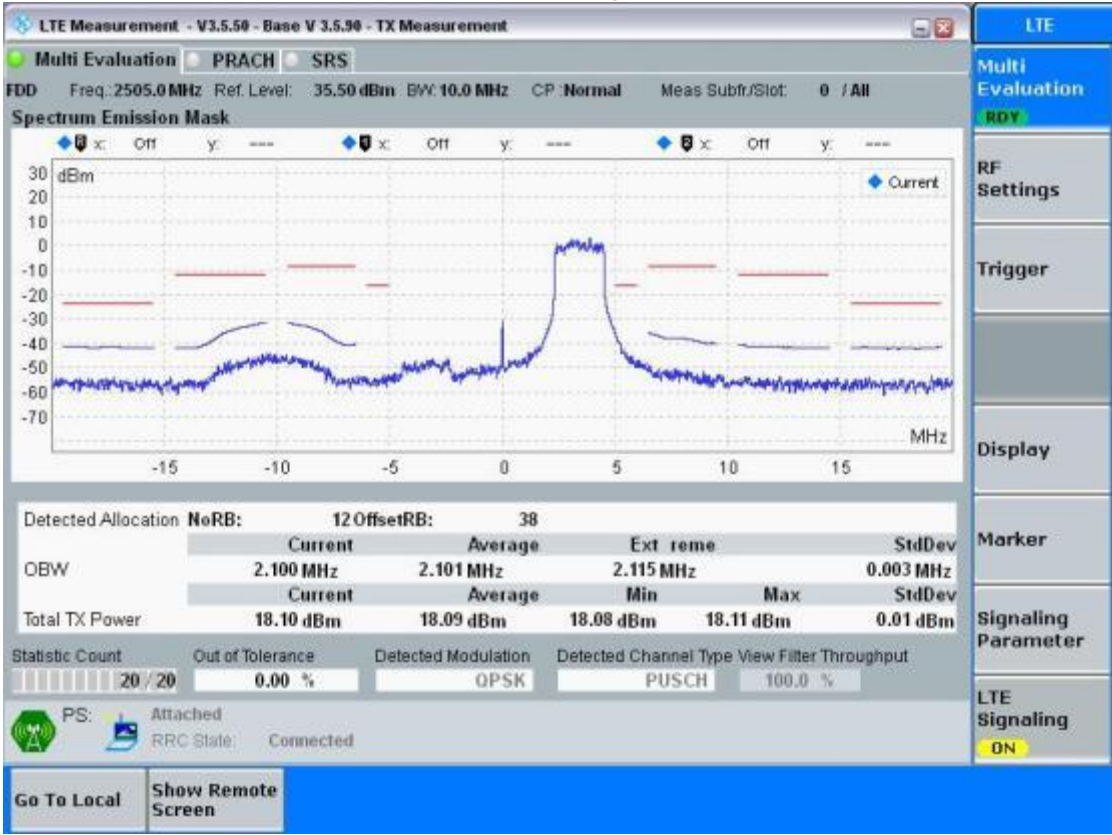 LTE Measurement - V3.5.50 - Base V 3.5.90 - TX Measurement
LTE
Multi Evaluation PRACH SRS
Multi
Evaluation
RDY
FDD Freq.:2505.0 MHz Ref. Level: 35.50 dBm BW: 10.0 MHz CP :Normal Meas Subfr./Slot: 0 / All
Spectrum Emission Mask
x: Off y: --- 1 x: Off y: --- 2 x: Off y: ---
30 dBm
Current
20
10
0
-10
-20
-30
-40
-50
-60
-70
MHz
-15 -10 -5 0 5 10 15
RF
Settings
Trigger
Display
Marker
Signaling
Parameter
LTE
Signaling
ON
Detected Allocation NoRB: 12 OffsetRB: 38
Current Average Ext reme StdDev
OBW 2.100 MHz 2.101 MHz 2.115 MHz 0.003 MHz
Current Average Min Max StdDev
Total TX Power 18.10 dBm 18.09 dBm 18.08 dBm 18.11 dBm 0.01 dBm
Statistic Count Out of Tolerance Detected Modulation Detected Channel Type View Filter Throughput
20 / 20 0.00 % QPSK PUSCH 100.0 %
PS: Attached
RRC State: Connected
Go To Local
Show Remote
Screen